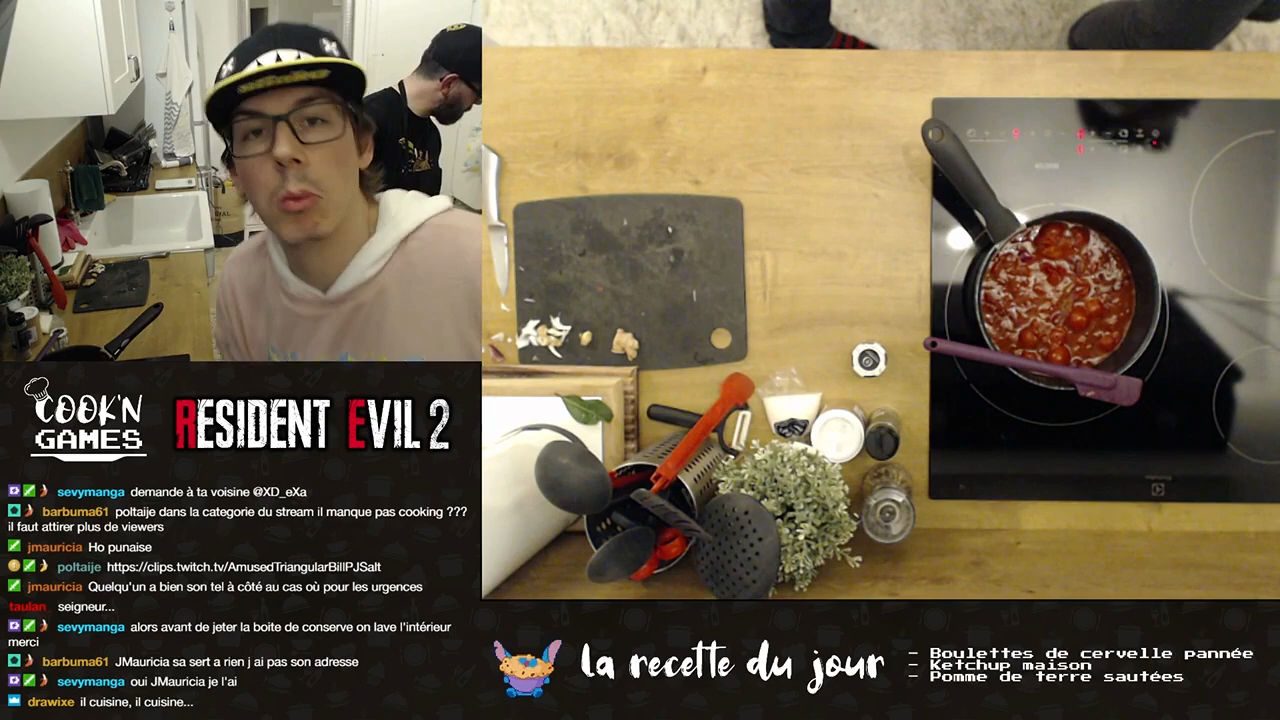 COOK'N
GAMES
RESIDENT EVIL 2
sevymanga demande à ta voisine @XD_eXa
barbuma61 poltaije dans la categorie du stream il manque pas cooking ???
il faut attirer plus de viewers
jmauricia Ho punaise
poltaije https://clips.twitch.tv/AmusedTriangularBillPJSalt
jmauricia Quelqu'un a bien son tel à côté au cas où pour les urgences
taulan seigneur...
sevymanga alors avant de jeter la boite de conserve on lave l'intérieur
merci
barbuma61 JMauricia sa sert a rien j ai pas son adresse
sevymanga oui JMauricia je l'ai
drawixe il cuisine, il cuisine...
la recette du jour
- Boulettes de cervelle pannée
- Ketchup maison
- Pomme de terre sautées